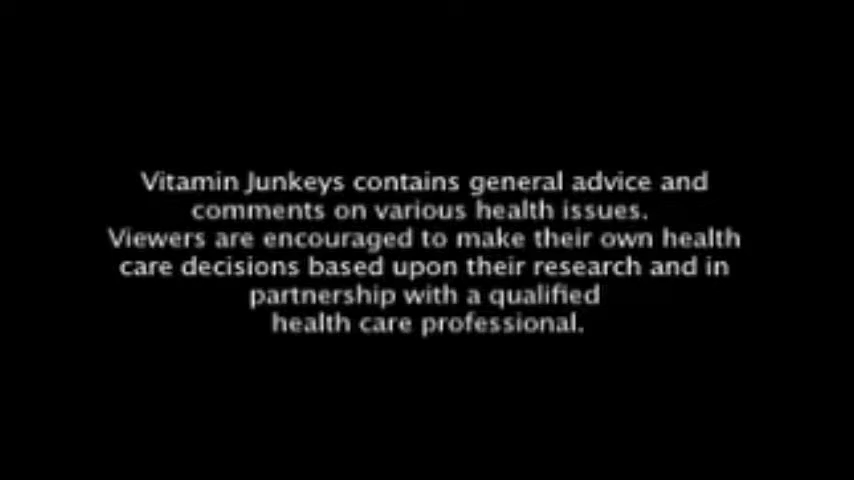 Vitamin Junkeys contains general advice and
comments on various health issues.
Viewers are encouraged to make their own health
care decisions based upon their research and in
partnership with a qualified
health care professional.